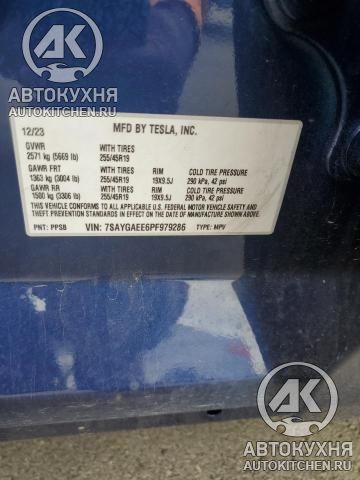 АК
АВТОКУХНЯ
AUTOKITCHEN.RU
12/23 MFD BY TESLA, INC.
GVWR WITH TIRES
2571 kg (5669 lb) 255/45R19
GAWR FRT WITH TIRES RIM COLD TIRE PRESSURE
1363 kg (3004 lb) 255/45R19 19X9.5J 290 kPa, 42 psi
GAWR RR WITH TIRES RIM COLD TIRE PRESSURE
1500 kg (3306 lb) 255/45R19 19X9.5J 290 kPa, 42 psi
THIS VEHICLE CONFORMS TO ALL APPLICABLE U.S. FEDERAL MOTOR VEHICLE SAFETY
AND THEFT PREVENTION STANDARDS IN EFFECT ON THE DATE
OF MANUFACTURE SHOWN ABOVE.
PNT: PPSB VIN: 7SAYGAEE6PF979286 TYPE: MPV
АК
АВТОКУХНЯ
AUTOKITCHEN.RU